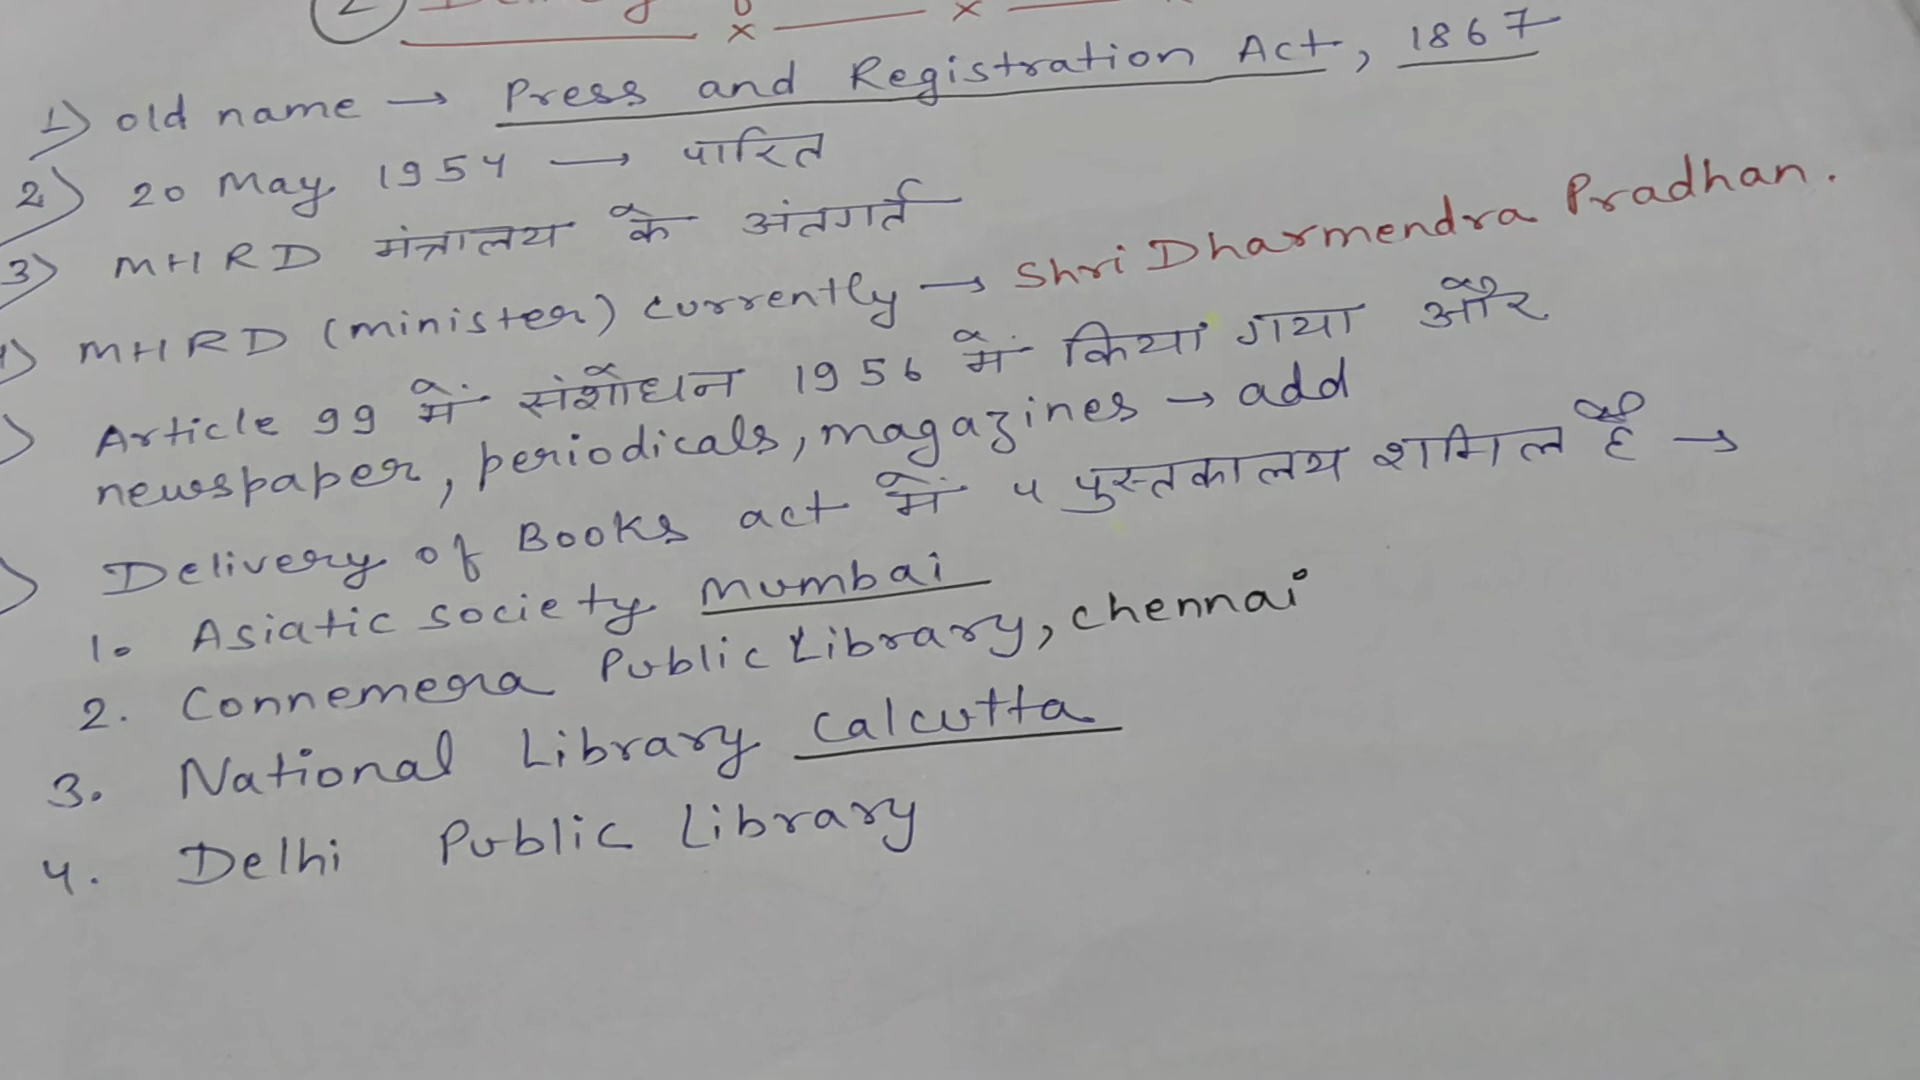 2
1) old name → Press and Registration Act, 1867
2) 20 May 1954 → पारित
3) MHRD मंत्रालय के अंतगर्त
MHRD (minister) currently → Shri Dharmendra Pradhan.
Article 99 में संशोधन 1956 में किया गया और
newspaper, periodicals, magazines → add
Delivery of Books act में 4 पुस्तकालय शामिल है →
1. Asiatic society Mumbai
2. Connemera Public Library, chennai
3. National Library Calcutta
4. Delhi Public Library